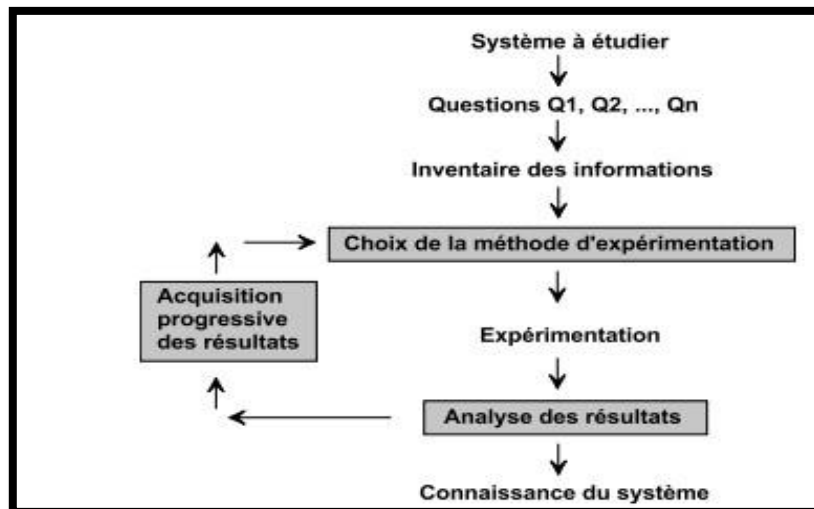 Système à étudier
Questions Q1, Q2, ..., Qn
Inventaire des informations
Choix de la méthode d'expérimentation
Acquisition
progressive
des résultats
Expérimentation
Analyse des résultats
Connaissance du système